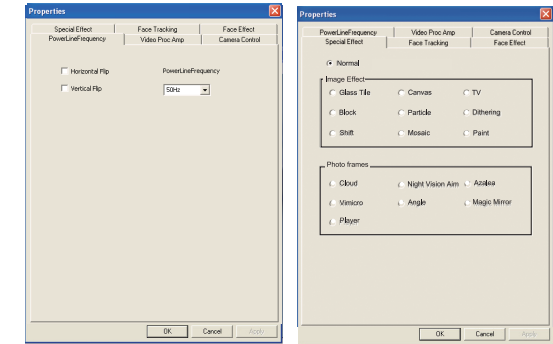 Properties
Special Effect Face Tracking Face Effect
PowerLineFrequency Video Proc Amp Camera Control
Horizontal Flip PowerLineFrequency
Vertical Flip 50Hz
OK Cancel Apply
Properties
PowerLineFrequency Video Proc Amp Camera Control
Special Effect Face Tracking Face Effect
Normal
Image Effect
Glass Tile Canvas TV
Block Particle Dithering
Shift Mosaic Paint
Photo frames
Cloud Night Vision Aim Azalea
Vimicro Angle Magic Mirror
Player
OK Cancel Apply